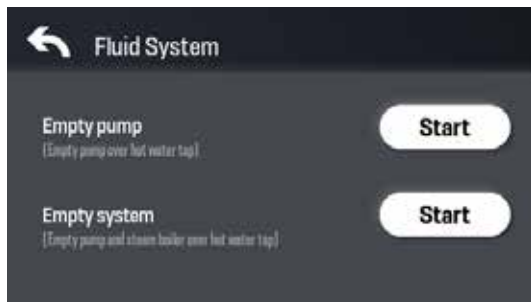 Fluid System
Empty pump
Start
(Empty pump over hot water tap)
Empty system
Start
(Empty pump and steam boiler over hot water tap)